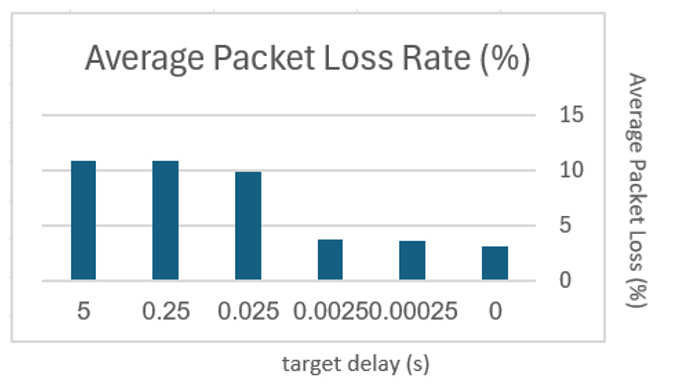 Average Packet Loss Rate (%)
15
10
5
0
5 0.25 0.025 0.0025 0.00025 0
target delay (s)
Average Packet Loss (%)